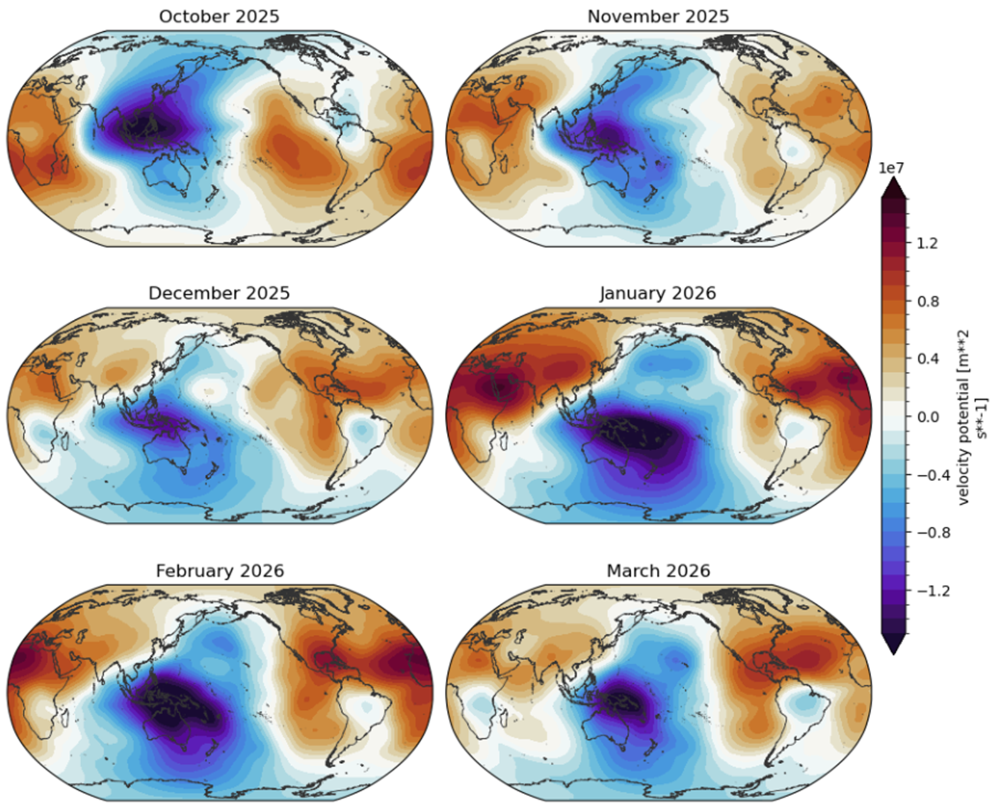 October 2025
November 2025
1e7
1.2
0.8
0.4
0.0
−0.4
−0.8
−1.2
velocity potential [m**2
s**-1]
December 2025
January 2026
February 2026
March 2026